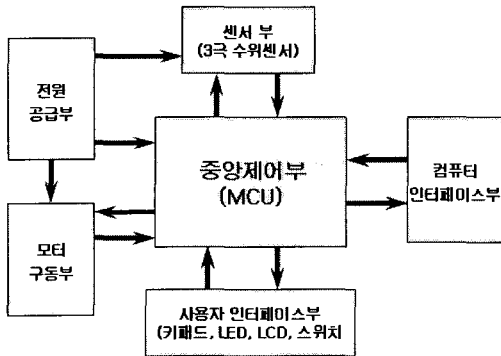 센서 부
(3극 수위센서)
전원
공급부
중앙제어부
(MCU)
컴퓨터
인터페이스부
모터
구동부
사용자 인터페이스부
(키패드, LED, LCD, 스위치